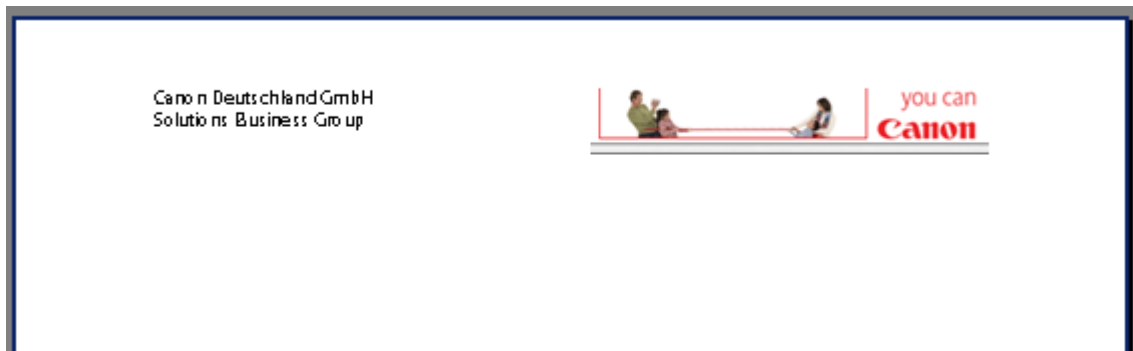 Canon Deutschland GmbH
Solutions Business Group
you can
Canon